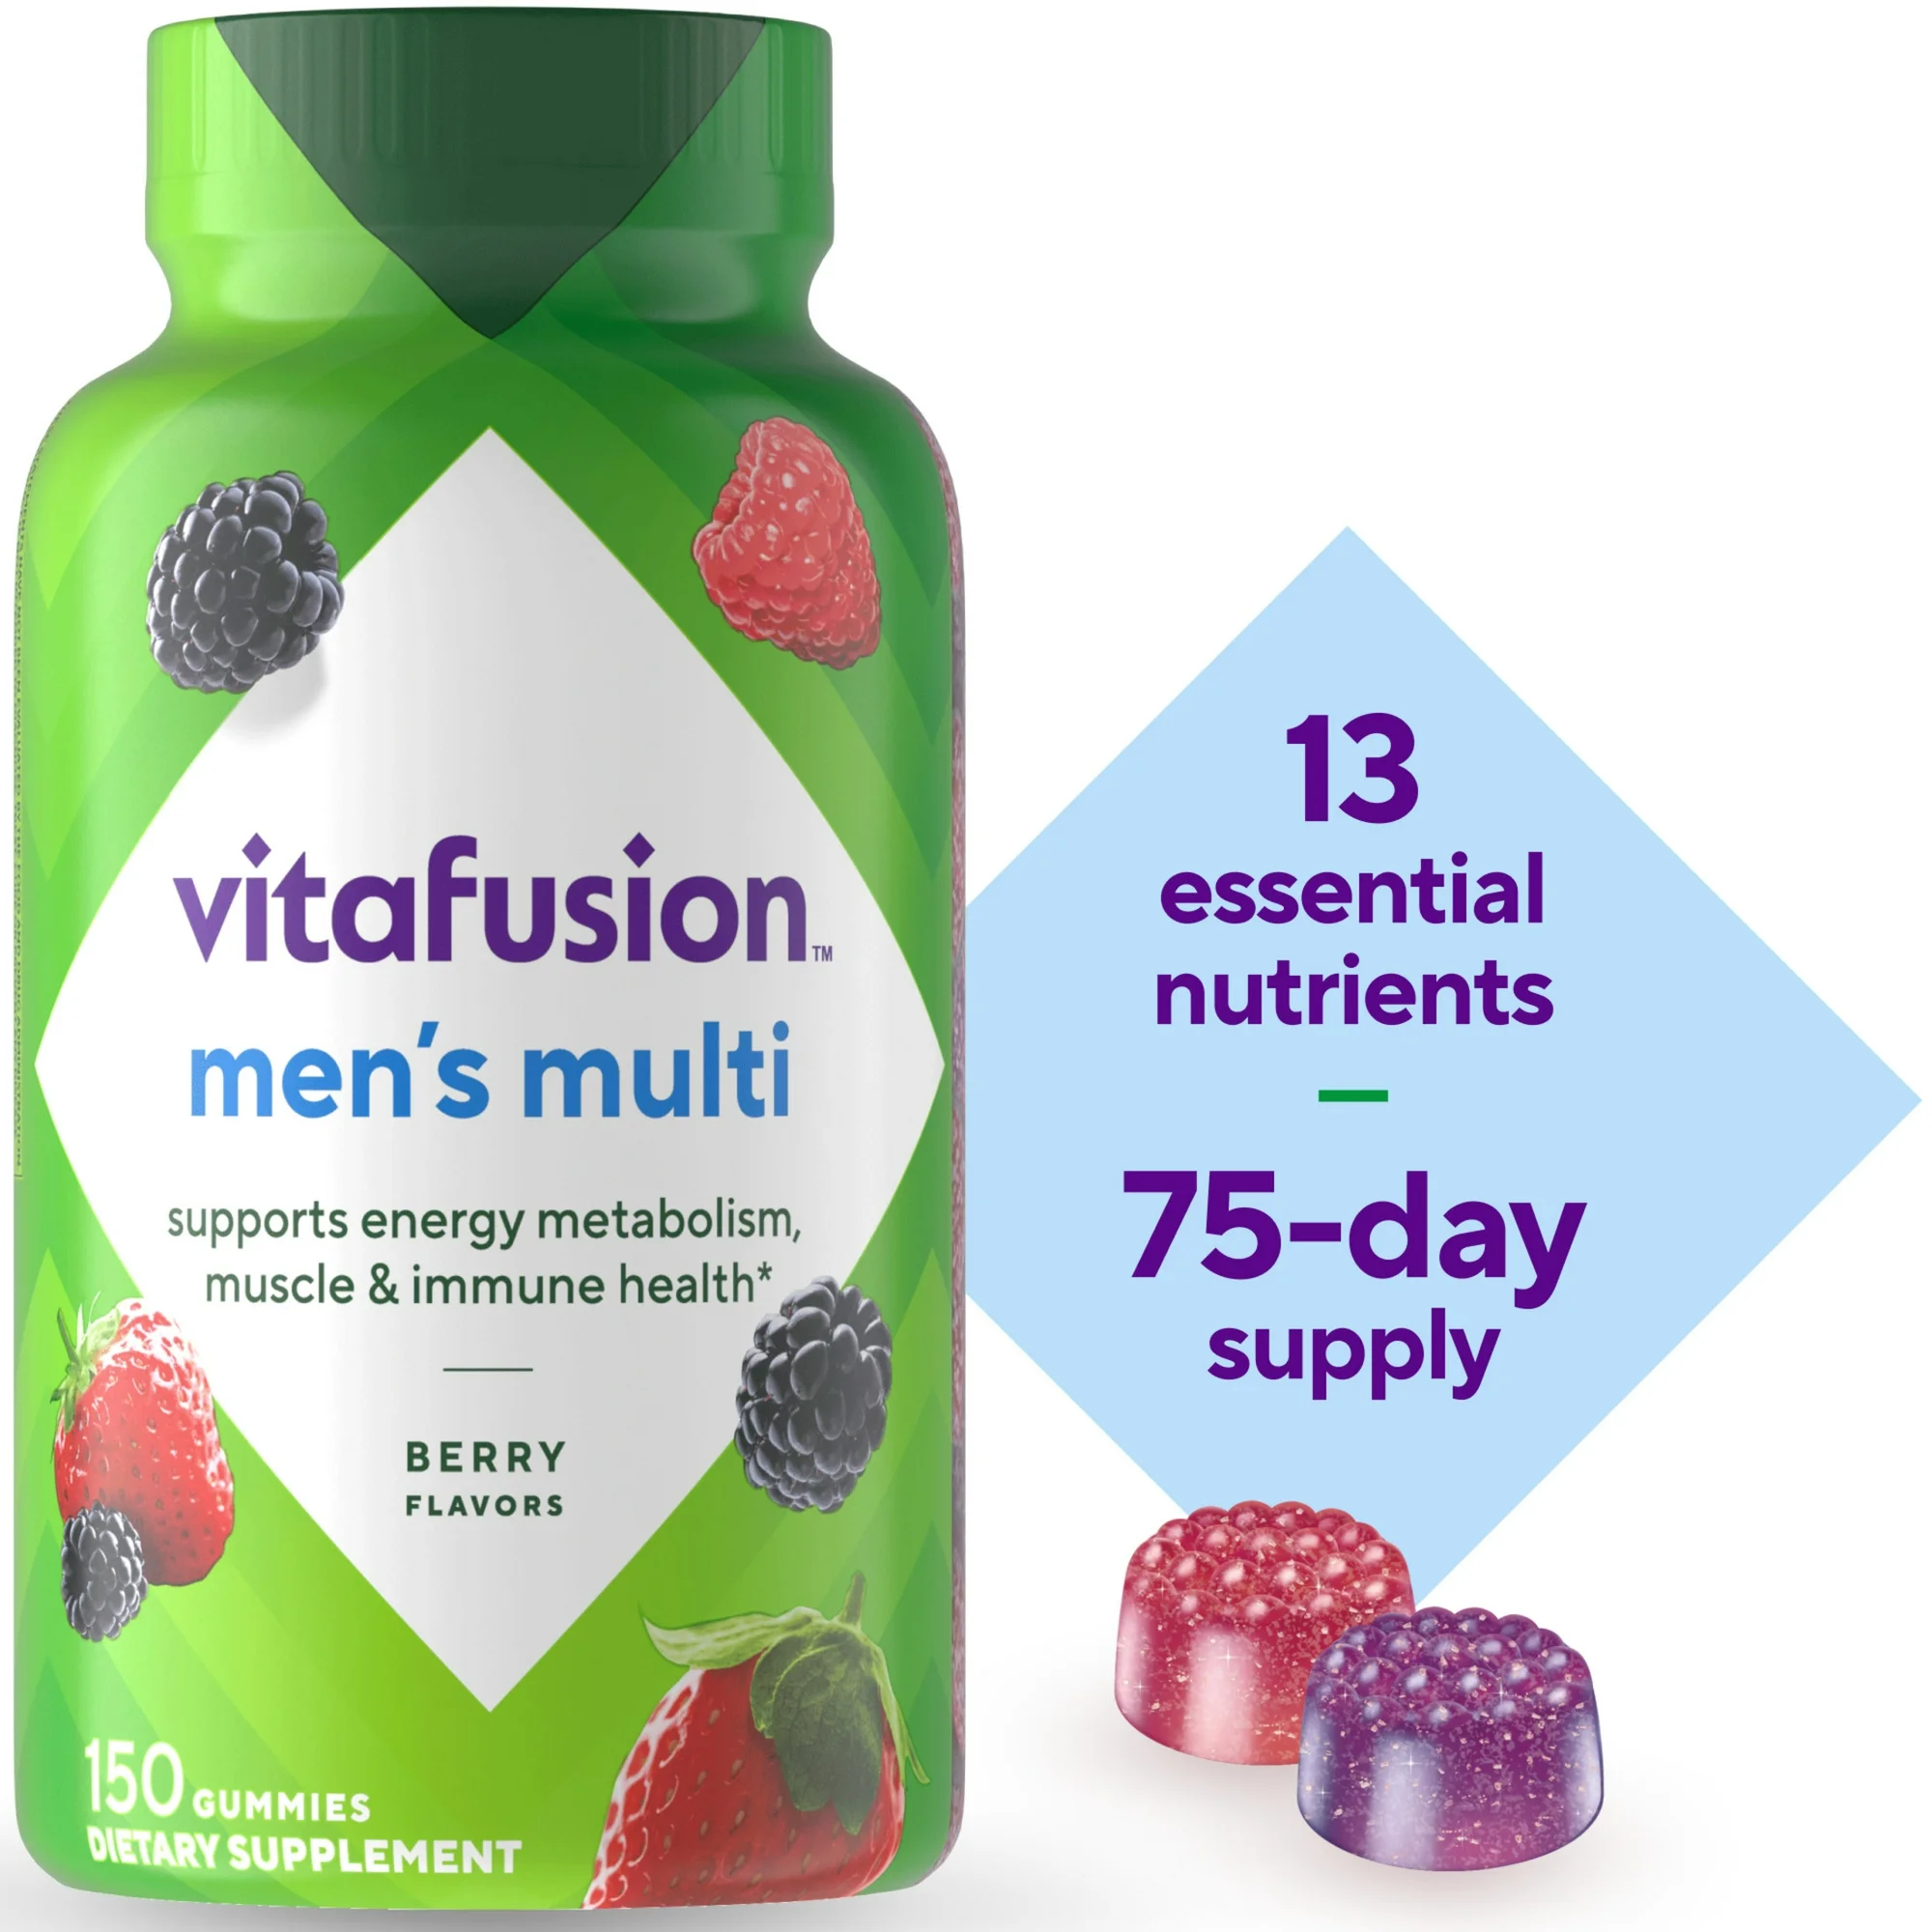 vitafusion™
men's multi
supports energy metabolism,
muscle & immune health*
BERRY
FLAVORS
150 GUMMIES
DIETARY SUPPLEMENT
13
essential
nutrients
75-day
supply